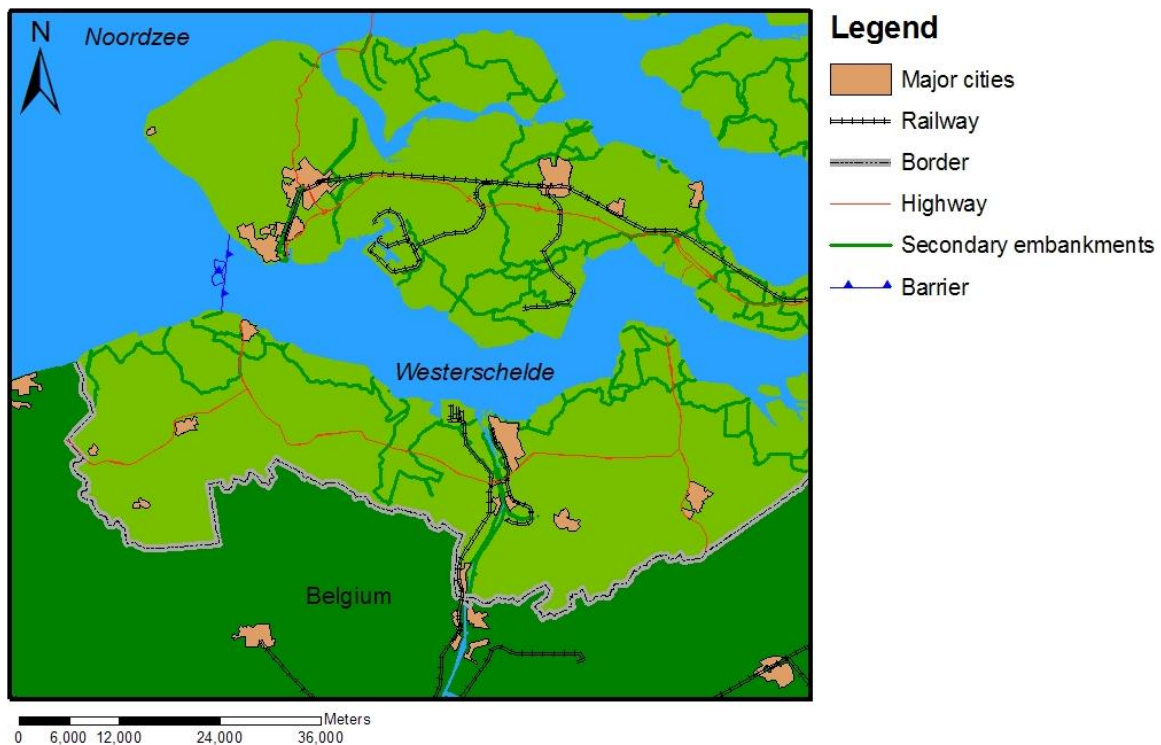 N
Noordzee
Westerschelde
Belgium
Legend
Major cities
Railway
Border
Highway
Secondary embankments
Barrier
Meters
0 6,000 12,000 24,000 36,000